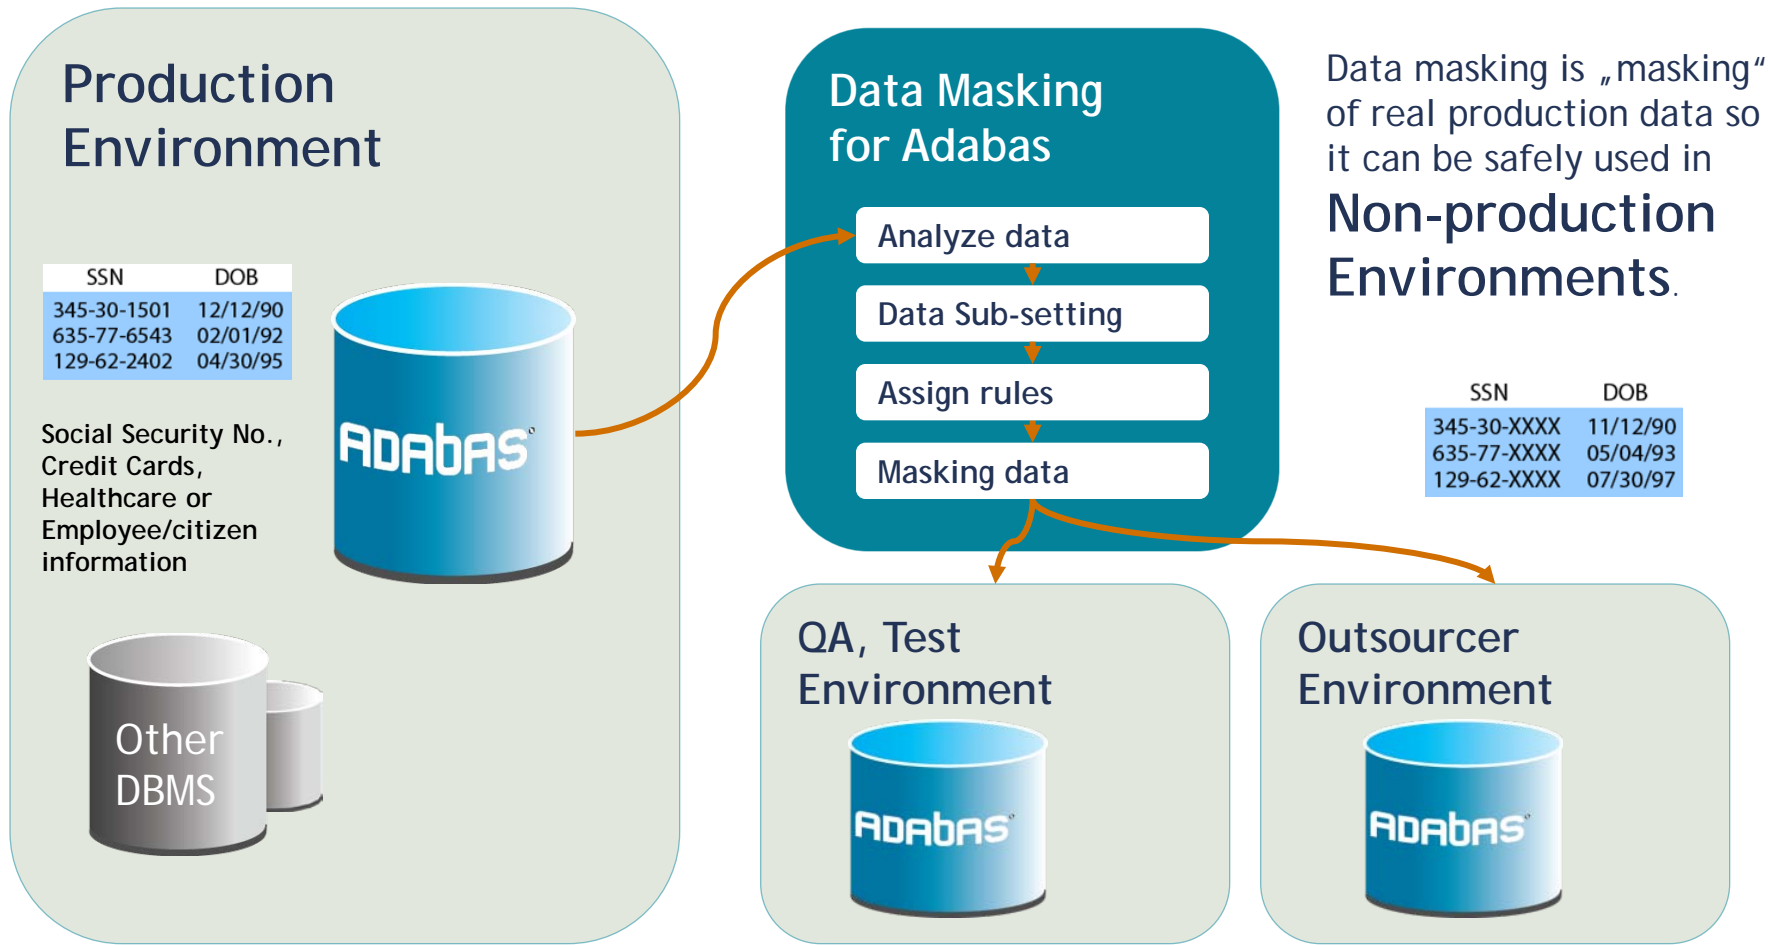 Production
Environment
SSN DOB
345-30-1501 12/12/90
635-77-6543 02/01/92
129-62-2402 04/30/95
Social Security No.,
Credit Cards,
Healthcare or
Employee/citizen
information
ADABAS
Other
DBMS
Data Masking
for Adabas
Analyze data
Data Sub-setting
Assign rules
Masking data
Data masking is „masking“
of real production data so
it can be safely used in
Non-production
Environments.
SSN DOB
345-30-XXXX 11/12/90
635-77-XXXX 05/04/93
129-62-XXXX 07/30/97
QA, Test
Environment
ADABAS
Outsourcer
Environment
ADABAS